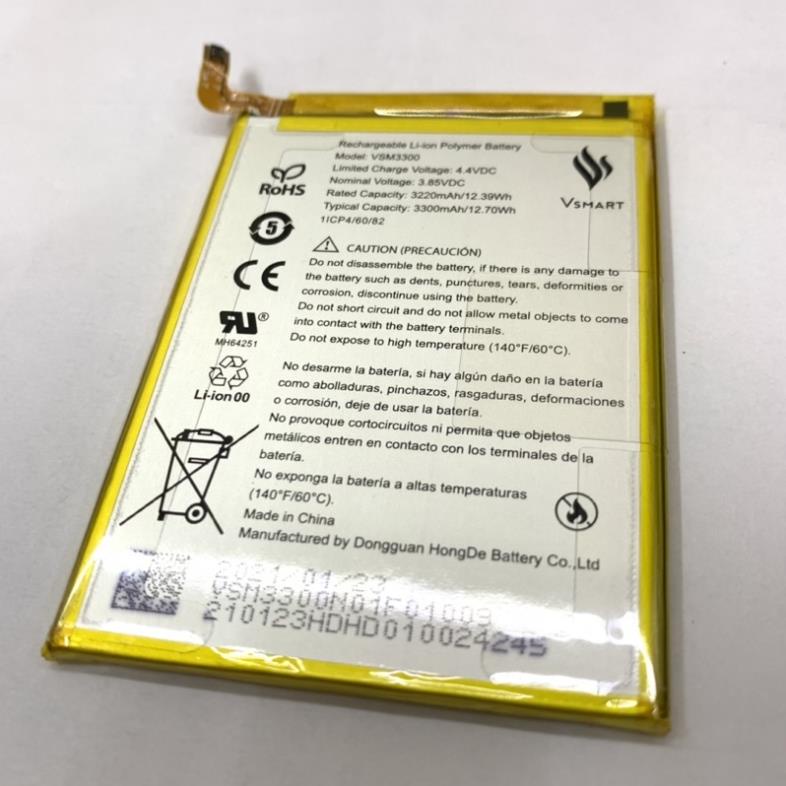 Rechargeable Li-ion Polymer Battery
Model: VSM3300
Limited Charge Voltage: 4.4VDC
Nominal Voltage: 3.85VDC
Rated Capacity: 3220mAh/12.39Wh
Typical Capacity: 3300mAh/12.70Wh
1ICP4/60/82
RoHS
VSMART
5
CE
RU®
MH64251
Li-ion 00
CAUTION (PRECAUCIÓN)
Do not disassemble the battery, if there is any damage to
the battery such as dents, punctures, tears, deformities or
corrosion, discontinue using the battery.
Do not short circuit and do not allow metal objects to come
into contact with the battery terminals.
Do not expose to high temperature (140°F/60°C).
No desarme la batería, si hay algún daño en la batería
como abolladuras, pinchazos, rasgaduras, deformaciones
o corrosión, deje de usar la batería.
No provoque cortocircuitos ni permita que objetos
metálicos entren en contacto con los terminales de la
batería.
No exponga la batería a altas temperaturas
(140°F/60°C).
Made in China
Manufactured by Dongguan HongDe Battery Co.,Ltd
2021/01/23
VSM3300N01F01009
210123HDHD010024245